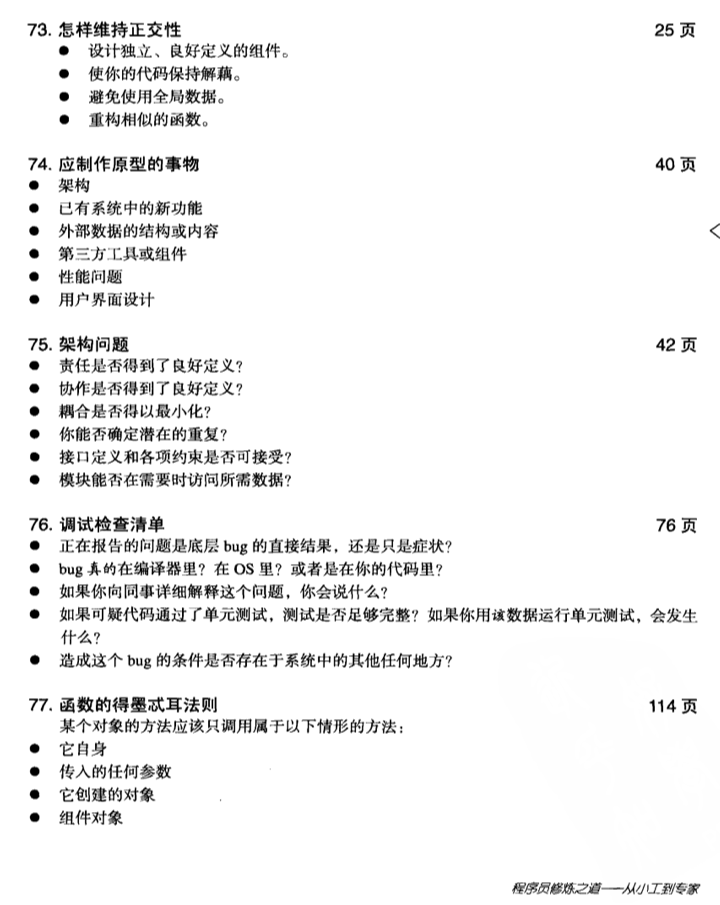 73. 怎样维持正交性 25 页
● 设计独立、良好定义的组件。
● 使你的代码保持解藕。
● 避免使用全局数据。
● 重构相似的函数。
74. 应制作原型的事物 40 页
● 架构
● 已有系统中的新功能
● 外部数据的结构或内容
● 第三方工具或组件
● 性能问题
● 用户界面设计
75. 架构问题 42 页
● 责任是否得到了良好定义?
● 协作是否得到了良好定义?
● 耦合是否得以最小化?
● 你能否确定潜在的重复?
● 接口定义和各项约束是否可接受?
● 模块能否在需要时访问所需数据?
76. 调试检查清单 76 页
● 正在报告的问题是底层 bug 的直接结果，还是只是症状?
● bug 真的在编译器里? 在 OS 里? 或者是在你的代码里?
● 如果你向同事详细解释这个问题，你会说什么?
● 如果可疑代码通过了单元测试，测试是否足够完整? 如果你用该数据运行单元测试，会发生
什么?
● 造成这个 bug 的条件是否存在于系统中的其他任何地方?
77. 函数的得墨忒耳法则 114 页
某个对象的方法应该只调用属于以下情形的方法：
● 它自身
● 传入的任何参数
● 它创建的对象
● 组件对象
程序员修炼之道——从小工到专家